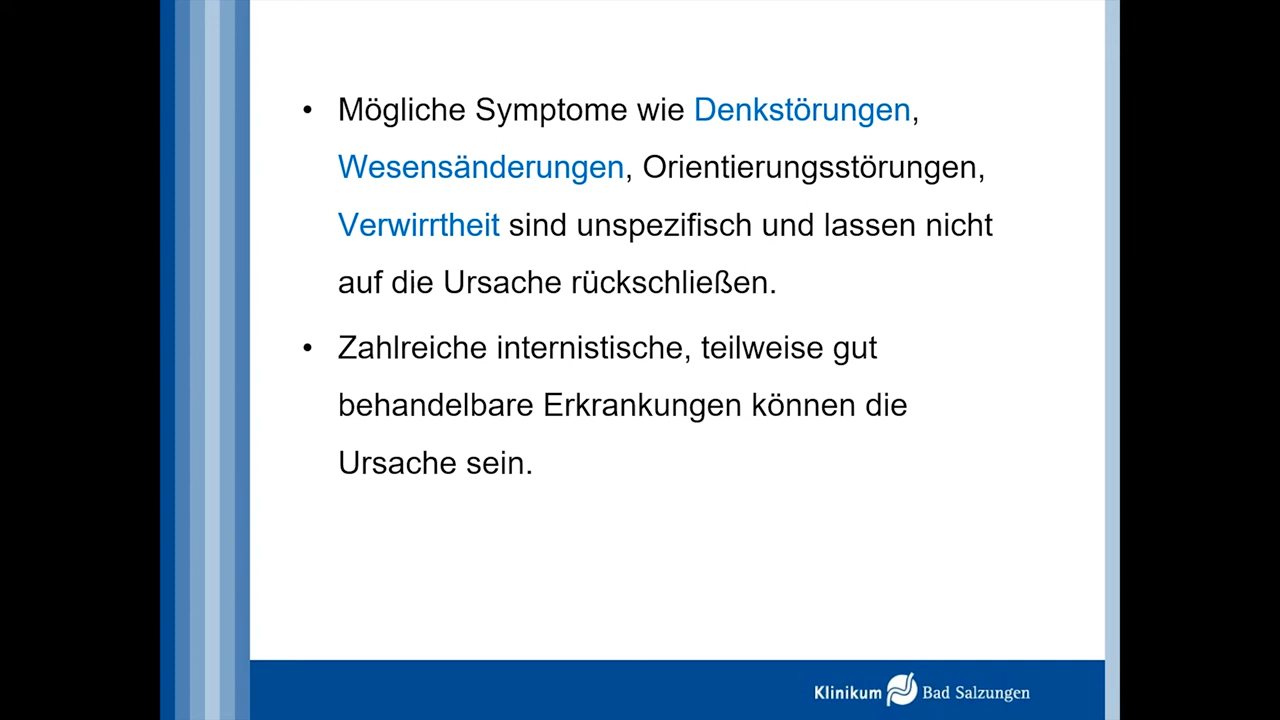 • Mögliche Symptome wie Denkstörungen,
Wesensänderungen, Orientierungsstörungen,
Verwirrtheit sind unspezifisch und lassen nicht
auf die Ursache rückschließen.
• Zahlreiche internistische, teilweise gut
behandelbare Erkrankungen können die
Ursache sein.
Klinikum Bad Salzungen